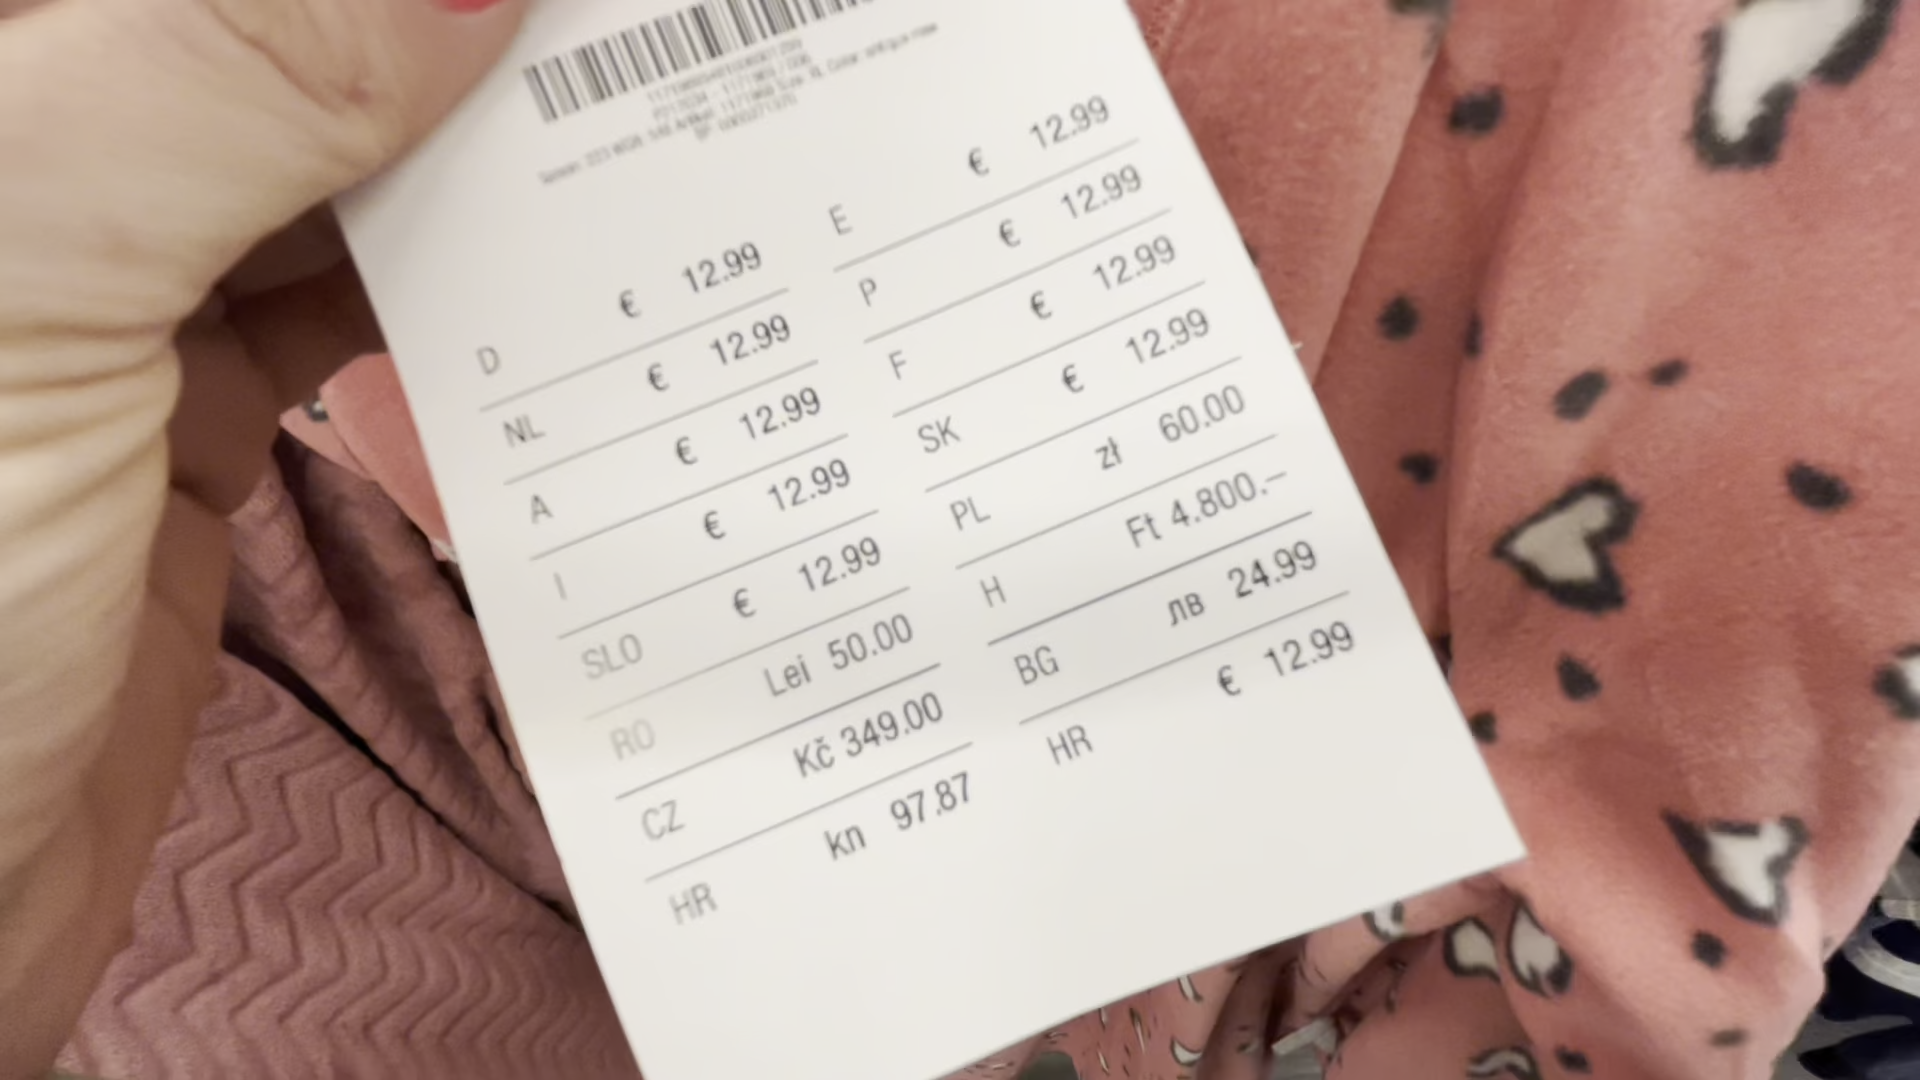 D € 12.99
NL € 12.99
A € 12.99
I € 12.99
SLO € 12.99
RO Lei 50.00
CZ Kč 349.00
HR kn 97.87
E € 12.99
P € 12.99
F € 12.99
SK € 12.99
PL zł 60.00
H Ft 4.800.–
BG лв 24.99
HR € 12.99